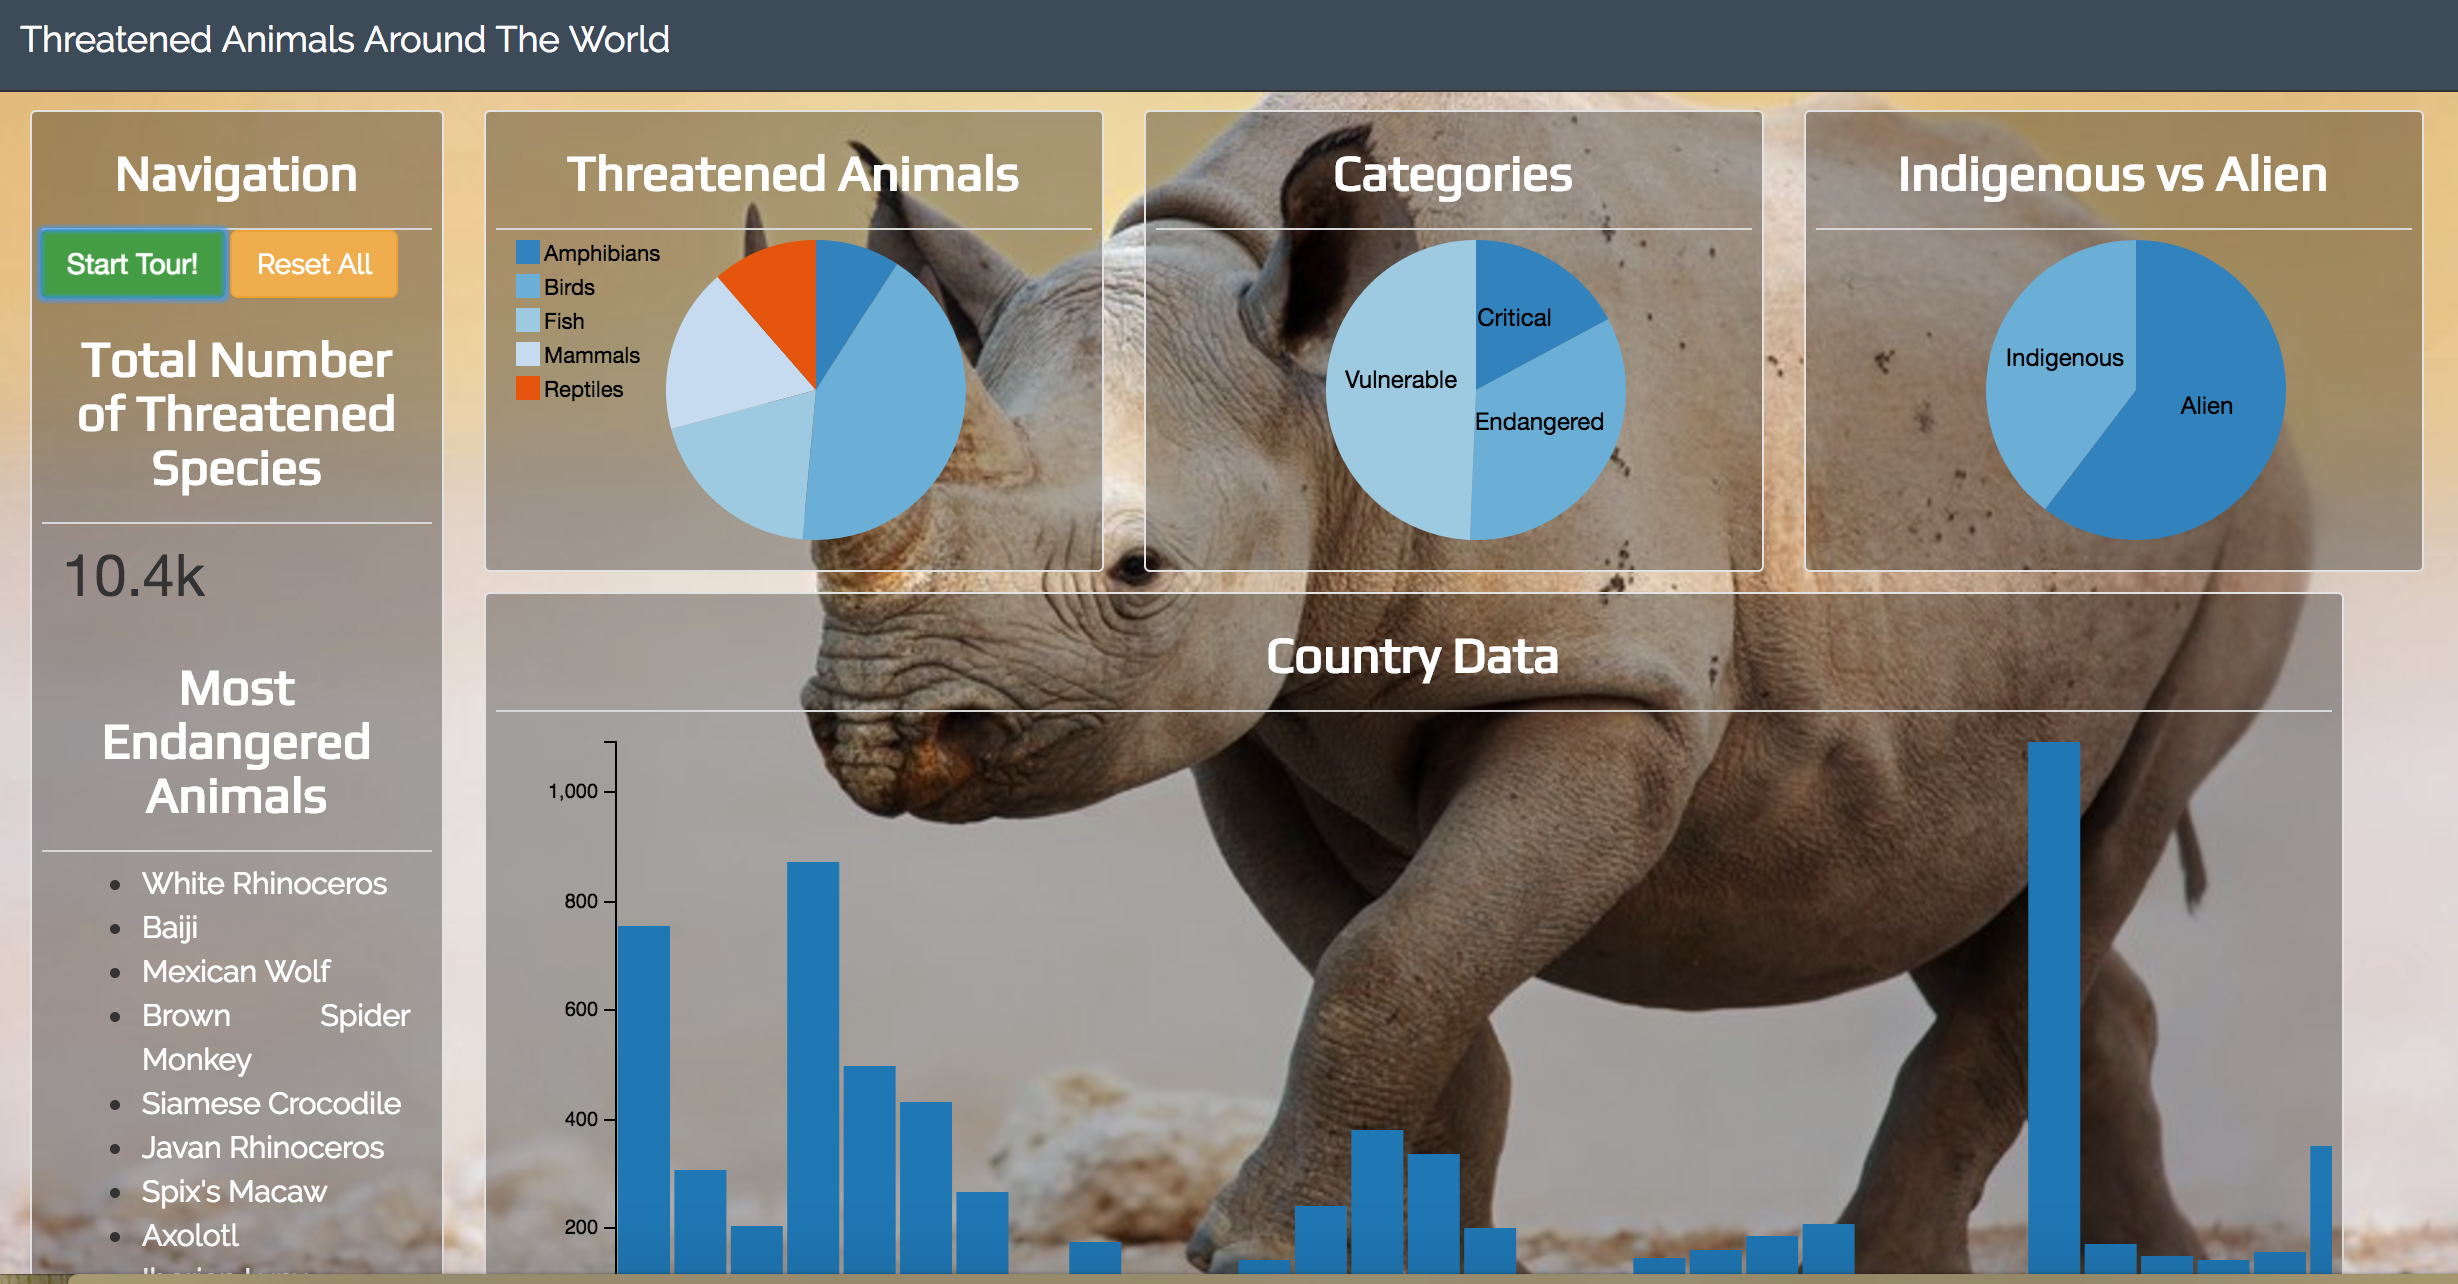 Threatened Animals Around The World
Navigation
Start Tour!
Reset All
Total Number
of Threatened
Species
10.4k
Most
Endangered
Animals
White Rhinoceros
Baiji
Mexican Wolf
Brown Spider
Monkey
Siamese Crocodile
Javan Rhinoceros
Spix's Macaw
Axolotl
Threatened Animals
Amphibians
Birds
Fish
Mammals
Reptiles
Categories
Critical
Endangered
Vulnerable
Indigenous vs Alien
Indigenous
Alien
Country Data
1,000
800
600
400
200